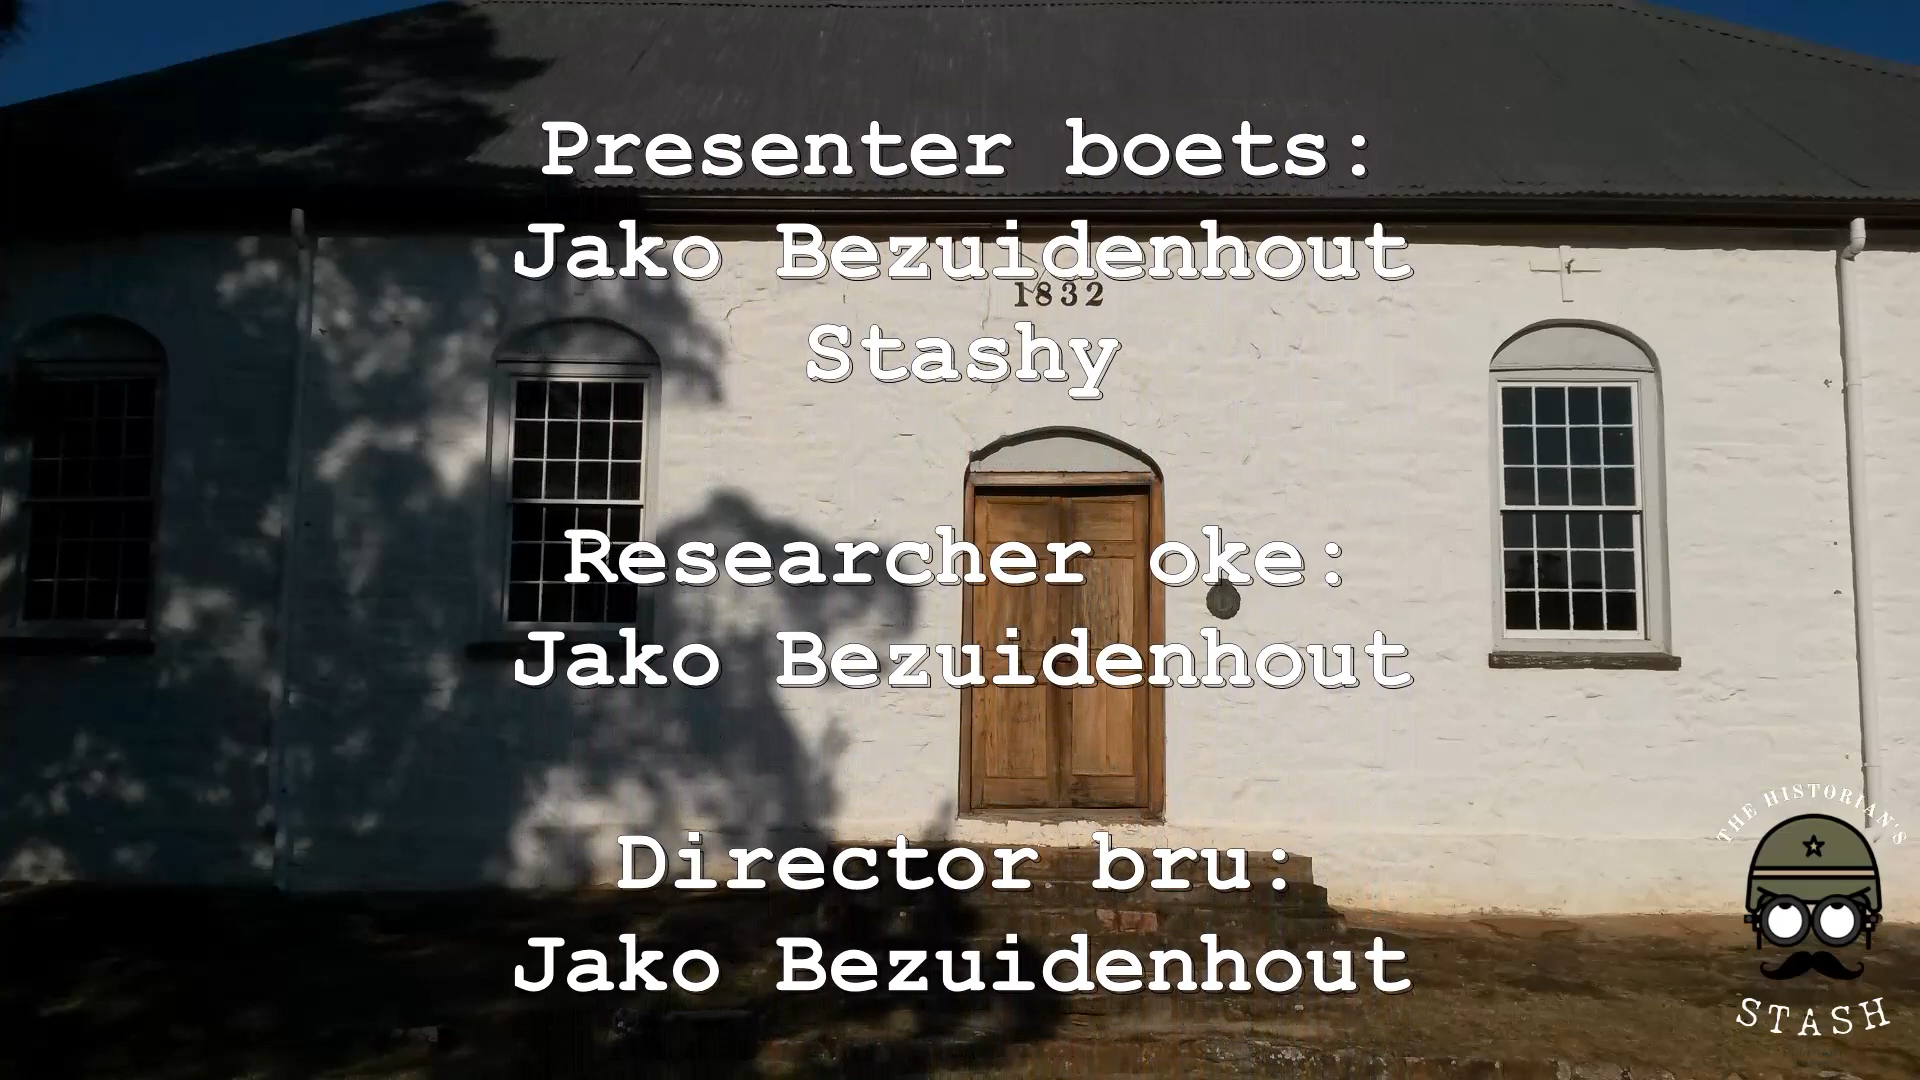 Presenter boets:
Jako Bezuidenhout
1832
Stashy
Researcher oke:
Jako Bezuidenhout
Director bru:
Jako Bezuidenhout
THE HISTORIAN'S
STASH